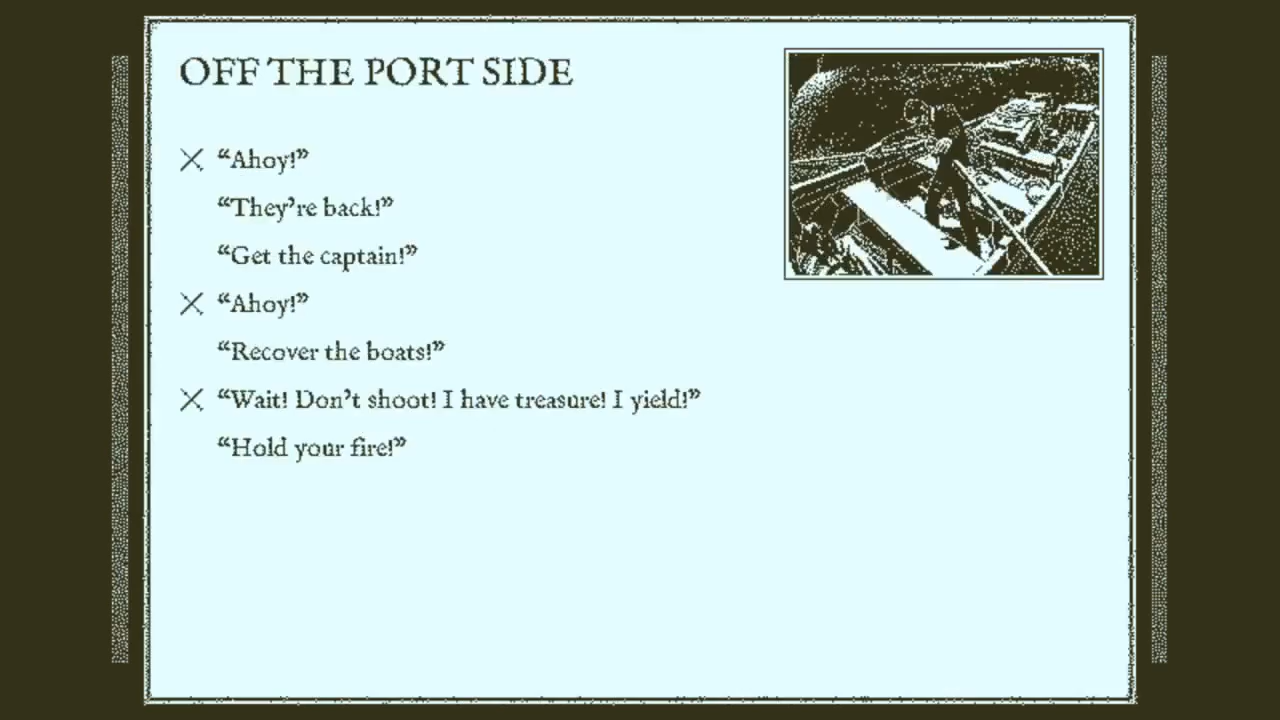 OFF THE PORT SIDE
“Ahoy!”
“They’re back!”
“Get the captain!”
“Ahoy!”
“Recover the boats!”
“Wait! Don’t shoot! I have treasure! I yield!”
“Hold your fire!”